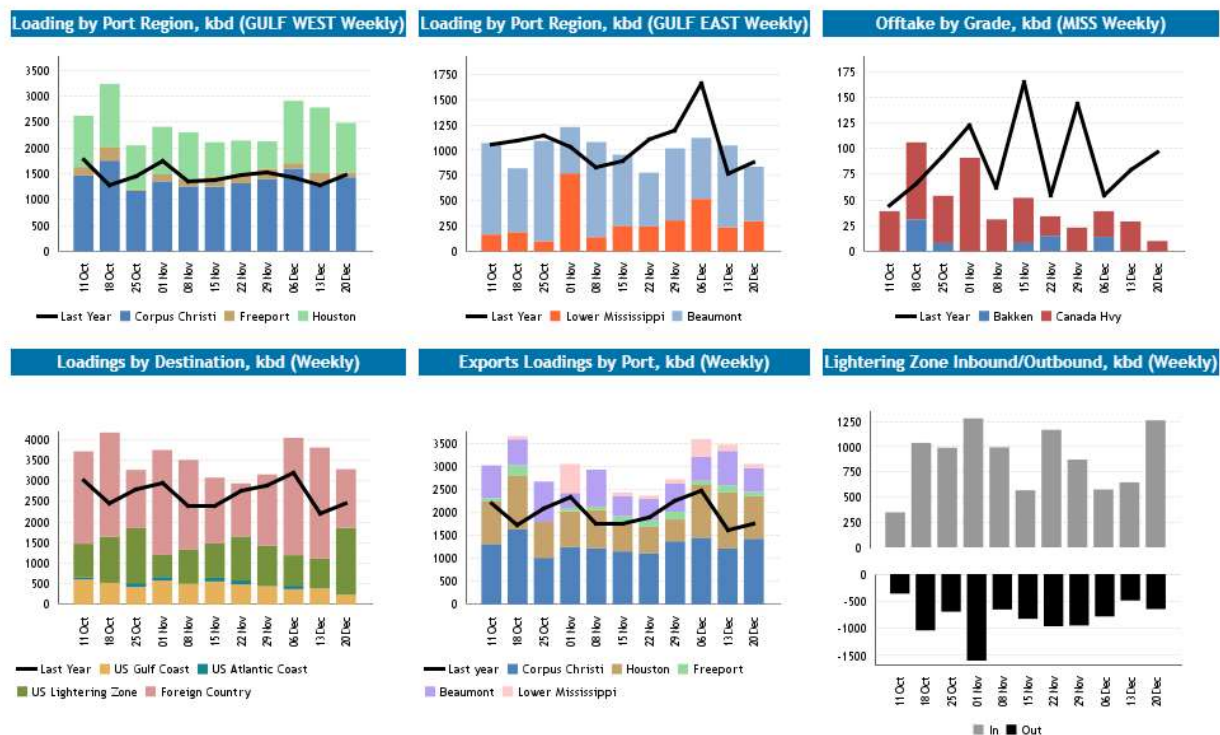 Loading by Port Region, kbd (GULF WEST Weekly)
3500
3000
2500
2000
1500
1000
500
0
11 Oct
18 Oct
25 Oct
01 Nov
08 Nov
15 Nov
22 Nov
29 Nov
06 Dec
13 Dec
20 Dec
Last Year Corpus Christi Freeport Houston
Loading by Port Region, kbd (GULF EAST Weekly)
1750
1500
1250
1000
750
500
250
0
11 Oct
18 Oct
25 Oct
01 Nov
08 Nov
15 Nov
22 Nov
29 Nov
06 Dec
13 Dec
20 Dec
Last Year Lower Mississippi Beaumont
Offtake by Grade, kbd (MISS Weekly)
175
150
125
100
75
50
25
0
11 Oct
18 Oct
25 Oct
01 Nov
08 Nov
15 Nov
22 Nov
29 Nov
06 Dec
13 Dec
20 Dec
Last Year Bakken Canada Hvy
Loadings by Destination, kbd (Weekly)
4000
3500
3000
2500
2000
1500
1000
500
0
11 Oct
18 Oct
25 Oct
01 Nov
08 Nov
15 Nov
22 Nov
29 Nov
06 Dec
13 Dec
20 Dec
Last Year US Gulf Coast US Atlantic Coast
US Lightering Zone Foreign Country
Exports Loadings by Port, kbd (Weekly)
3500
3000
2500
2000
1500
1000
500
0
11 Oct
18 Oct
25 Oct
01 Nov
08 Nov
15 Nov
22 Nov
29 Nov
06 Dec
13 Dec
20 Dec
Last year Corpus Christi Houston Freeport
Beaumont Lower Mississippi
Lightering Zone Inbound/Outbound, kbd (Weekly)
1250
1000
750
500
250
0
0
-500
-1000
-1500
11 Oct
18 Oct
25 Oct
01 Nov
08 Nov
15 Nov
22 Nov
29 Nov
06 Dec
13 Dec
20 Dec
In Out